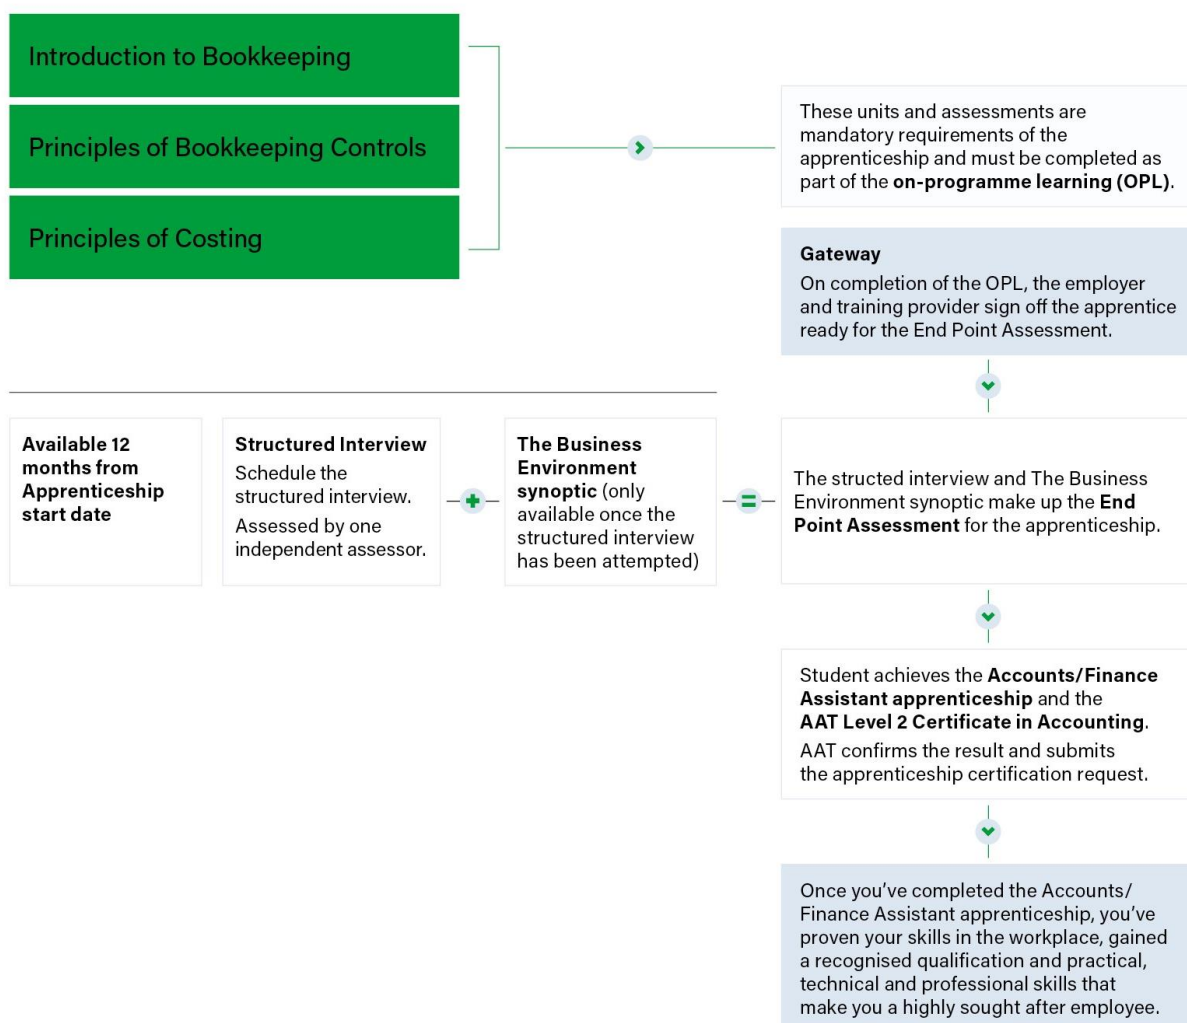 Introduction to Bookkeeping
Principles of Bookkeeping Controls
Principles of Costing
These units and assessments are
mandatory requirements of the
apprenticeship and must be completed as
part of the on-programme learning (OPL).
Gateway
On completion of the OPL, the employer
and training provider sign off the apprentice
ready for the End Point Assessment.
Available 12
months from
Apprenticeship
start date
Structured Interview
Schedule the
structured interview.
Assessed by one
independent assessor.
The Business
Environment
synoptic (only
available once the
structured interview
has been attempted)
The structed interview and The Business
Environment synoptic make up the End
Point Assessment for the apprenticeship.
Student achieves the Accounts/Finance
Assistant apprenticeship and the
AAT Level 2 Certificate in Accounting.
AAT confirms the result and submits
the apprenticeship certification request.
Once you’ve completed the Accounts/
Finance Assistant apprenticeship, you’ve
proven your skills in the workplace, gained
a recognised qualification and practical,
technical and professional skills that
make you a highly sought after employee.